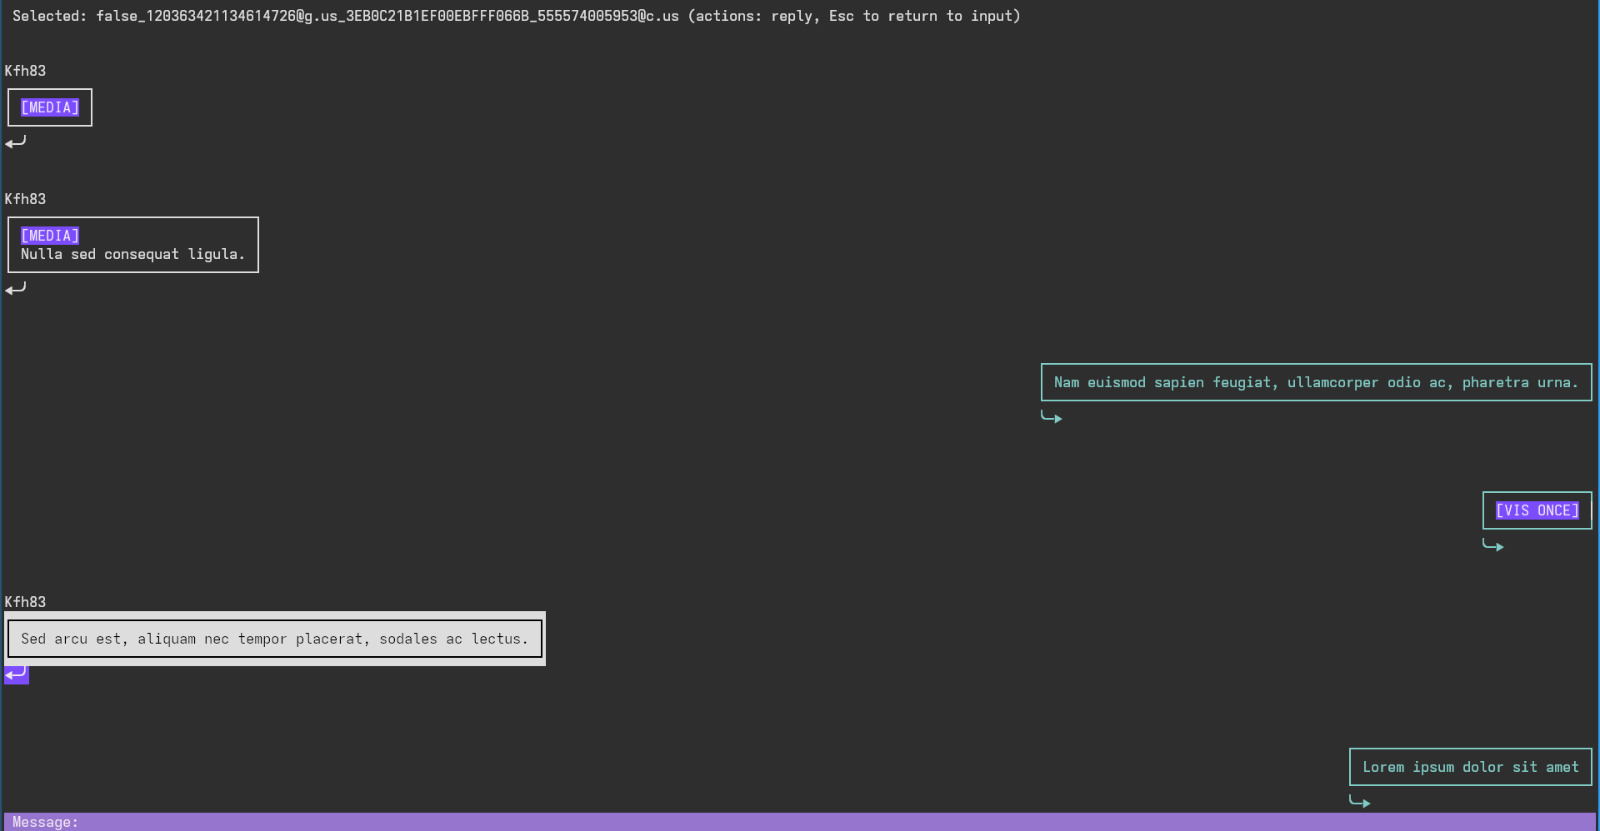 Selected: false_120363421134614726@g.us_3EB0C21B1EF00EBFFF066B_555574005953@c.us (actions: reply, Esc to return to input)
Kfh83
[MEDIA]
Kfh83
[MEDIA]
Nulla sed consequat ligula.
Nam euismod sapien feugiat, ullamcorper odio ac, pharetra urna.
[VIS ONCE]
Kfh83
Sed arcu est, aliquam nec tempor placerat, sodales ac lectus.
Lorem ipsum dolor sit amet
Message: